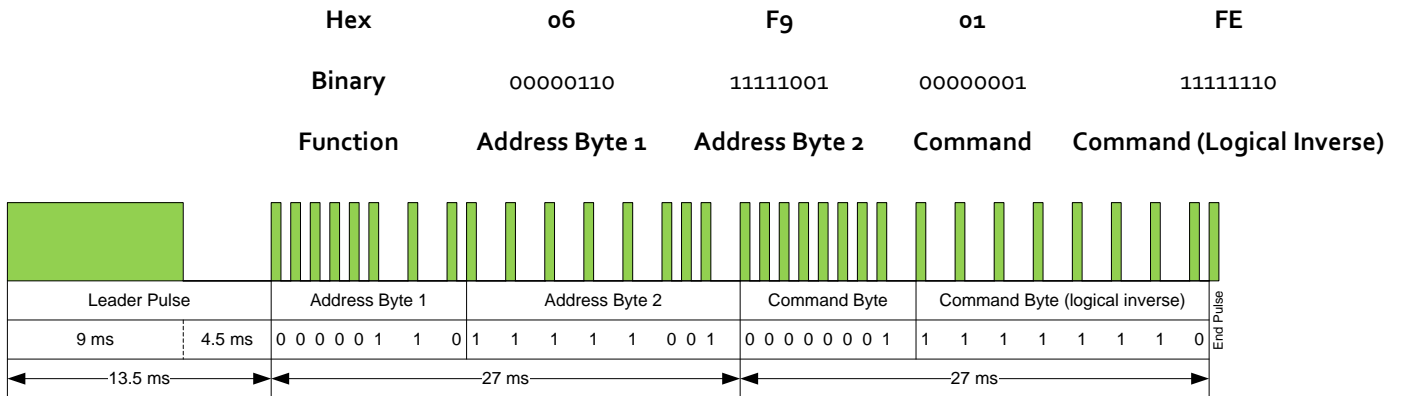 Hex 06 F9 01 FE
Binary 00000110 11111001 00000001 11111110
Function Address Byte 1 Address Byte 2 Command Command (Logical Inverse)
Leader Pulse Address Byte 1 Address Byte 2 Command Byte Command Byte (logical inverse) End Pulse
9 ms 4.5 ms 0 0 0 0 0 1 1 0 1 1 1 1 1 0 0 1 0 0 0 0 0 0 0 1 1 1 1 1 1 1 1 0
13.5 ms 27 ms 27 ms